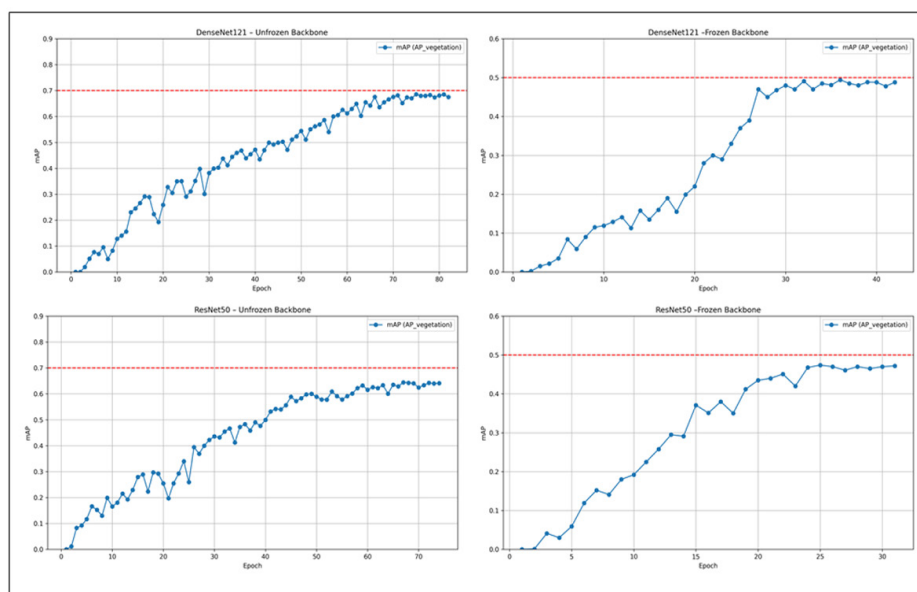 DenseNet121 – Unfrozen Backbone
mAP (AP_vegetation)
mAP
0.9
0.8
0.7
0.6
0.5
0.4
0.3
0.2
0.1
0.0
0 10 20 30 40 50 60 70 80
Epoch
DenseNet121 –Frozen Backbone
mAP (AP_vegetation)
mAP
0.6
0.5
0.4
0.3
0.2
0.1
0.0
0 10 20 30 40
Epoch
ResNet50 – Unfrozen Backbone
mAP (AP_vegetation)
mAP
0.9
0.8
0.7
0.6
0.5
0.4
0.3
0.2
0.1
0.0
0 10 20 30 40 50 60 70
Epoch
ResNet50 –Frozen Backbone
mAP (AP_vegetation)
mAP
0.6
0.5
0.4
0.3
0.2
0.1
0.0
0 5 10 15 20 25 30
Epoch